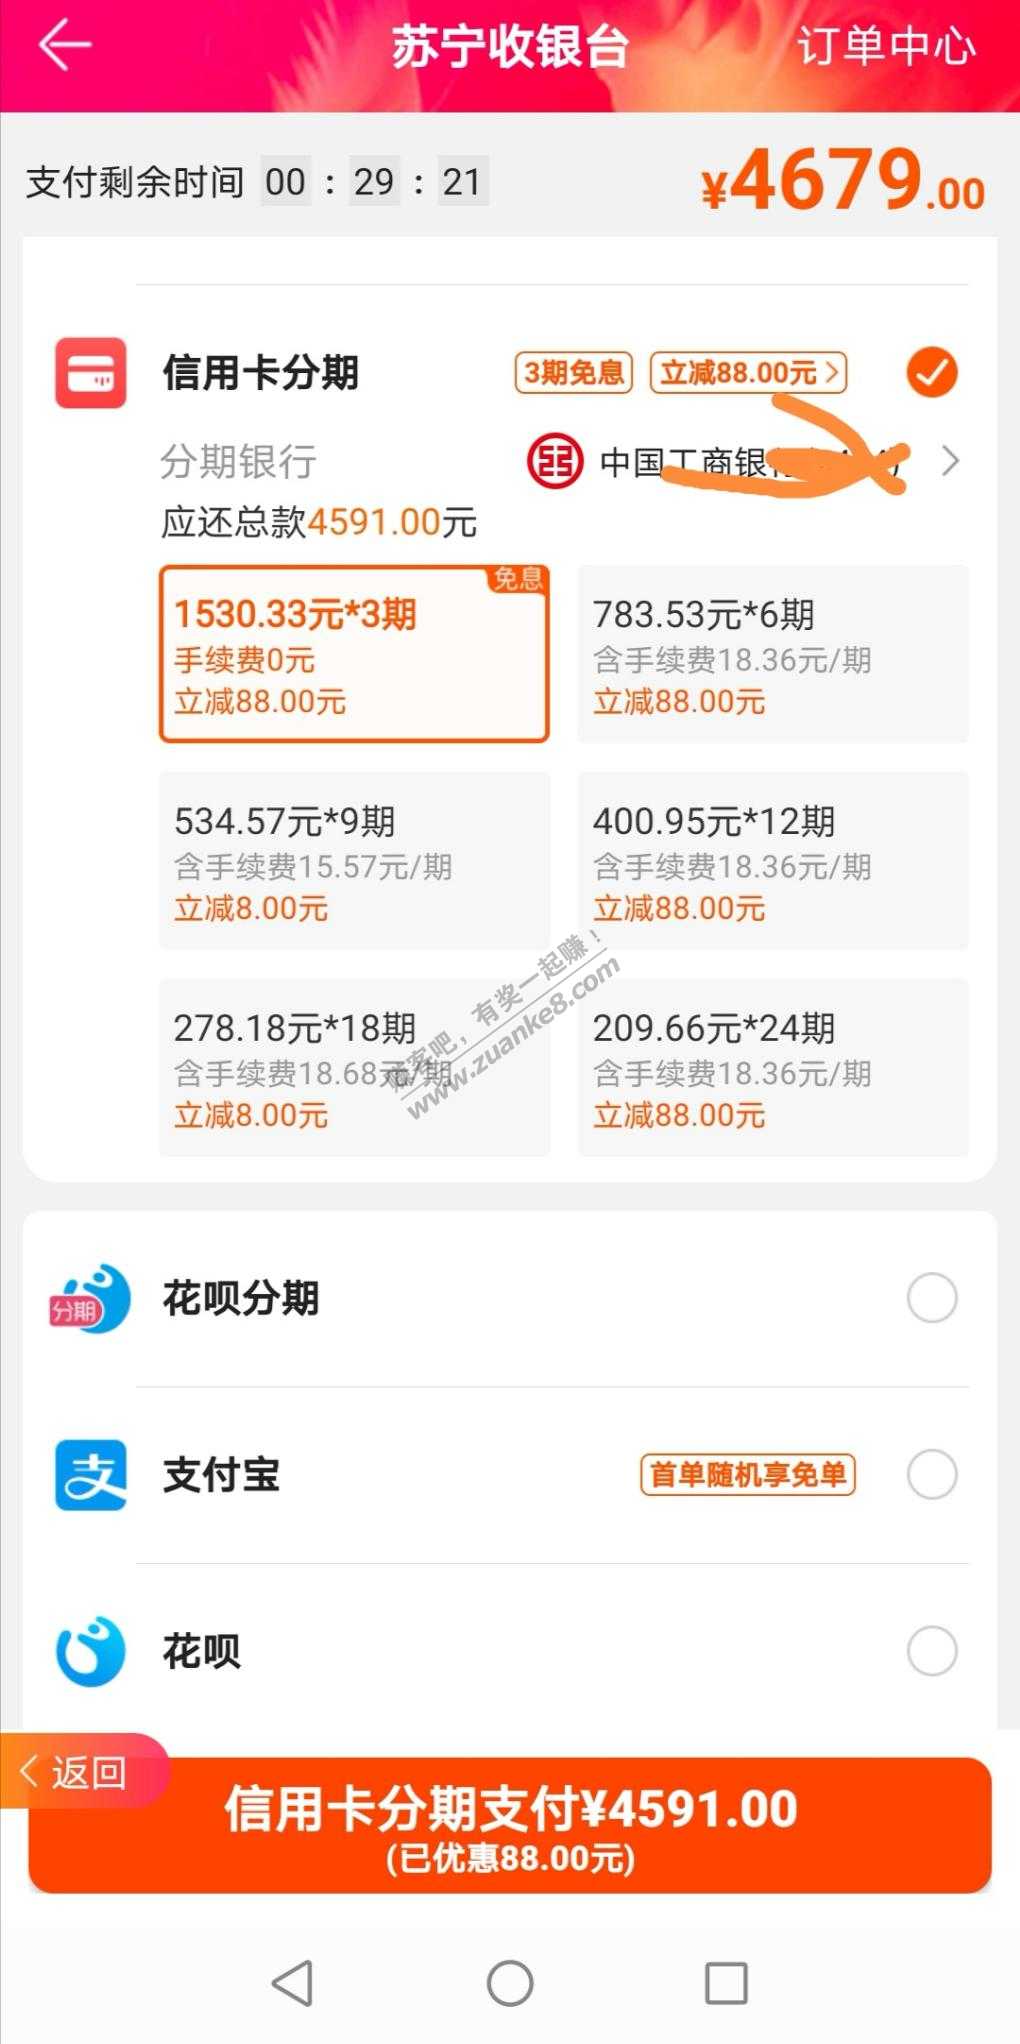 苏宁收银台
订单中心
支付剩余时间 00 : 29 : 21
¥4679.00
信用卡分期
3期免息
立减88.00元
分期银行
中国工商银
应还总款4591.00元
免息
1530.33元*3期
手续费0元
立减88.00元
783.53元*6期
含手续费18.36元/期
立减88.00元
534.57元*9期
含手续费15.57元/期
立减8.00元
400.95元*12期
含手续费18.36元/期
立减88.00元
278.18元*18期
含手续费18.68元/期
立减8.00元
209.66元*24期
含手续费18.36元/期
立减88.00元
赚客吧，有奖一起赚！
www.zuanke8.com
分期
花呗分期
支
支付宝
首单随机享免单
花呗
返回
信用卡分期支付¥4591.00
(已优惠88.00元)